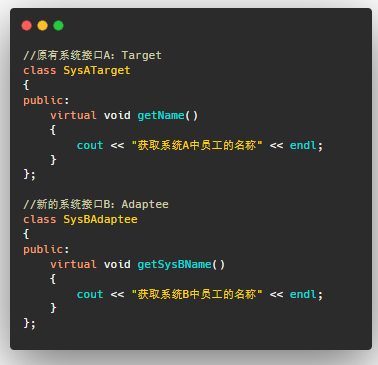 //原有系统接口A：Target
class SysATarget
{
public:
    virtual void getName()
    {
        cout << "获取系统A中员工的名称" << endl;
    }
};

//新的系统接口B：Adaptee
class SysBAdaptee
{
public:
    virtual void getSysBName()
    {
        cout << "获取系统B中员工的名称" << endl;
    }
};